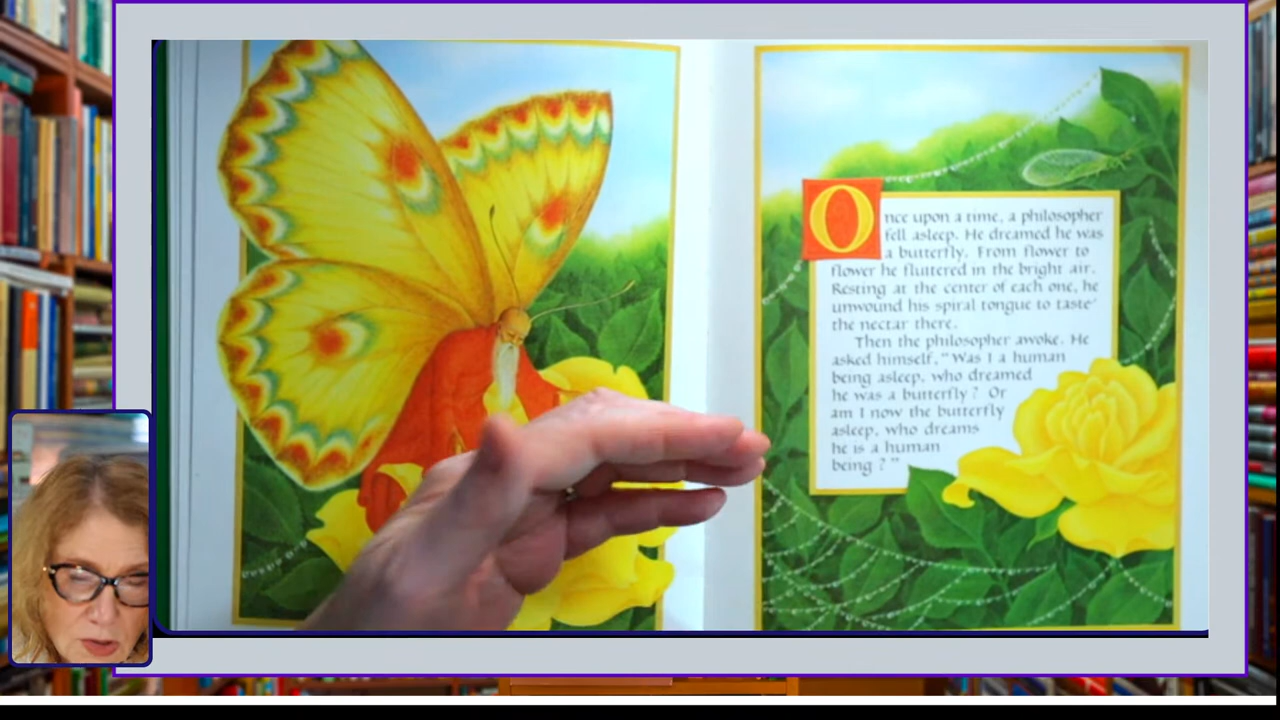 Once upon a time, a philosopher
fell asleep. He dreamed he was
a butterfly. From flower to
flower he fluttered in the bright air.
Resting at the center of each one, he
unwound his spiral tongue to taste
the nectar there.
Then the philosopher awoke. He
asked himself, "Was I a human
being asleep, who dreamed
he was a butterfly? Or
am I now the butterfly
asleep, who dreams
he is a human
being?"